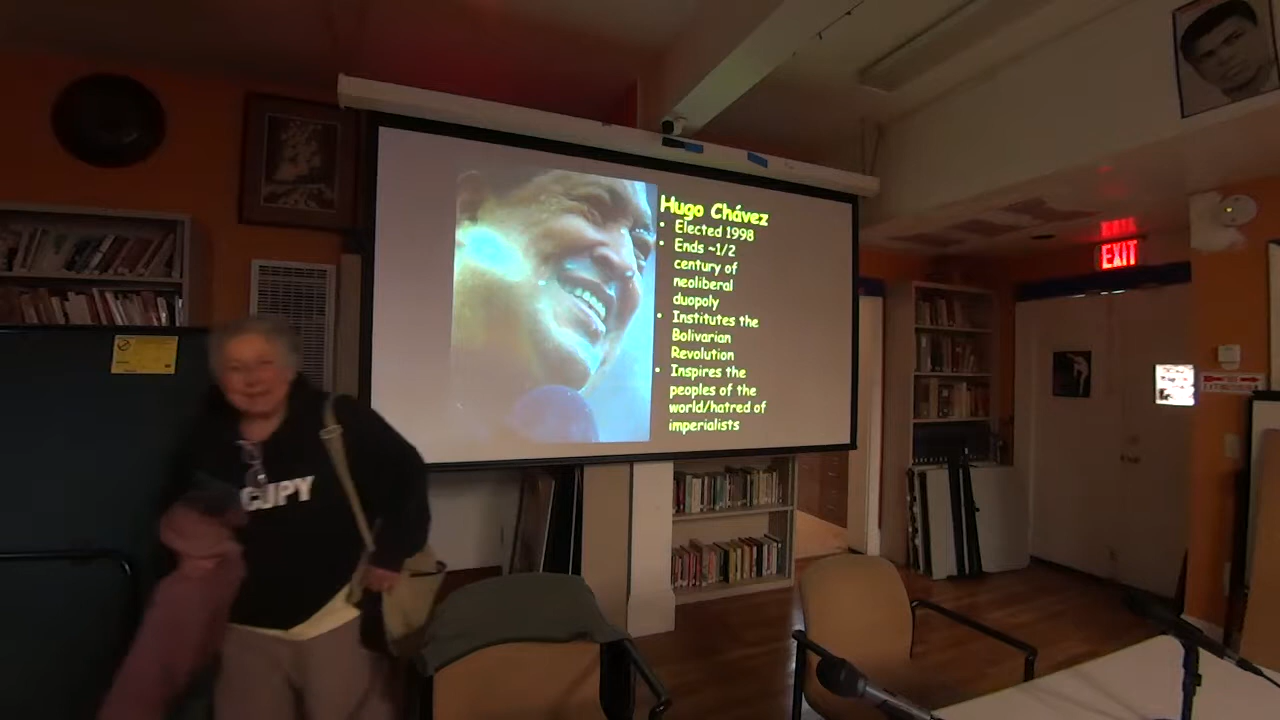 Hugo Chávez
• Elected 1998
• Ends ~1/2
century of
neoliberal
duopoly
• Institutes the
Bolivarian
Revolution
• Inspires the
peoples of the
world/hatred of
imperialists
EXIT
CUPY